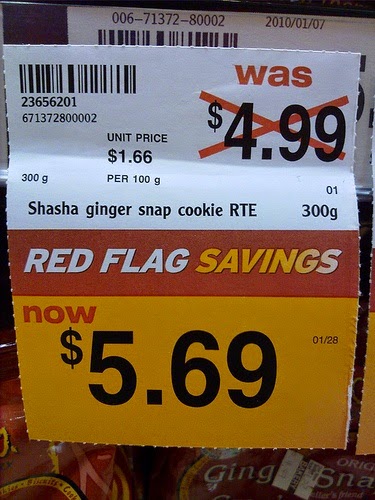 006-71372-80002 2010/01/07
was
23656201
671372800002
$4.99
UNIT PRICE
$1.66
300 g PER 100 g
01
Shasha ginger snap cookie RTE 300g
RED FLAG SAVINGS
now
01/28
$5.69
Biscuits
Ging Sna